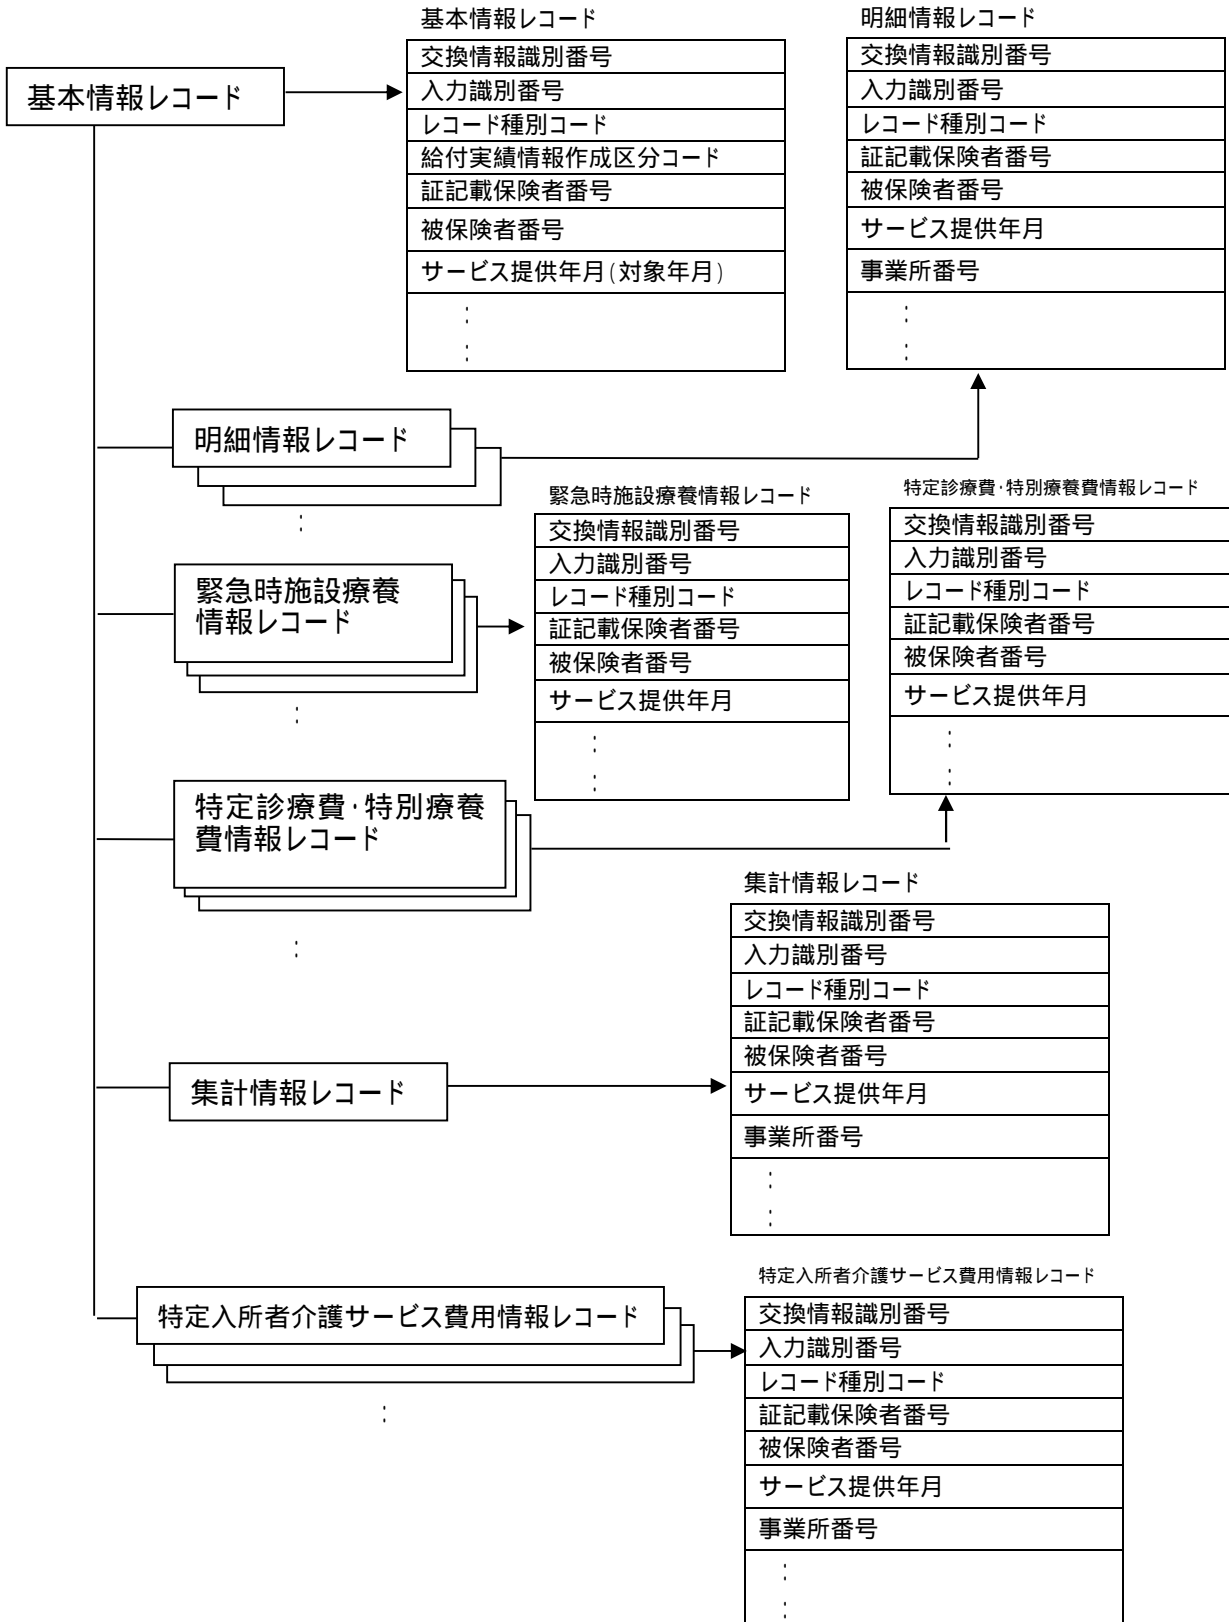 基本情報レコード
基本情報レコード
交換情報識別番号
入力識別番号
レコード種別コード
給付実績情報作成区分コード
証記載保険者番号
被保険者番号
サービス提供年月(対象年月)
:
:
明細情報レコード
交換情報識別番号
入力識別番号
レコード種別コード
証記載保険者番号
被保険者番号
サービス提供年月
事業所番号
:
:
明細情報レコード
:
緊急時施設療養
情報レコード
:
緊急時施設療養情報レコード
交換情報識別番号
入力識別番号
レコード種別コード
証記載保険者番号
被保険者番号
サービス提供年月
:
:
特定診療費・特別療養費情報レコード
交換情報識別番号
入力識別番号
レコード種別コード
証記載保険者番号
被保険者番号
サービス提供年月
:
:
特定診療費・特別療養
費情報レコード
:
集計情報レコード
集計情報レコード
交換情報識別番号
入力識別番号
レコード種別コード
証記載保険者番号
被保険者番号
サービス提供年月
事業所番号
:
:
特定入所者介護サービス費用情報レコード
:
特定入所者介護サービス費用情報レコード
交換情報識別番号
入力識別番号
レコード種別コード
証記載保険者番号
被保険者番号
サービス提供年月
事業所番号
:
: